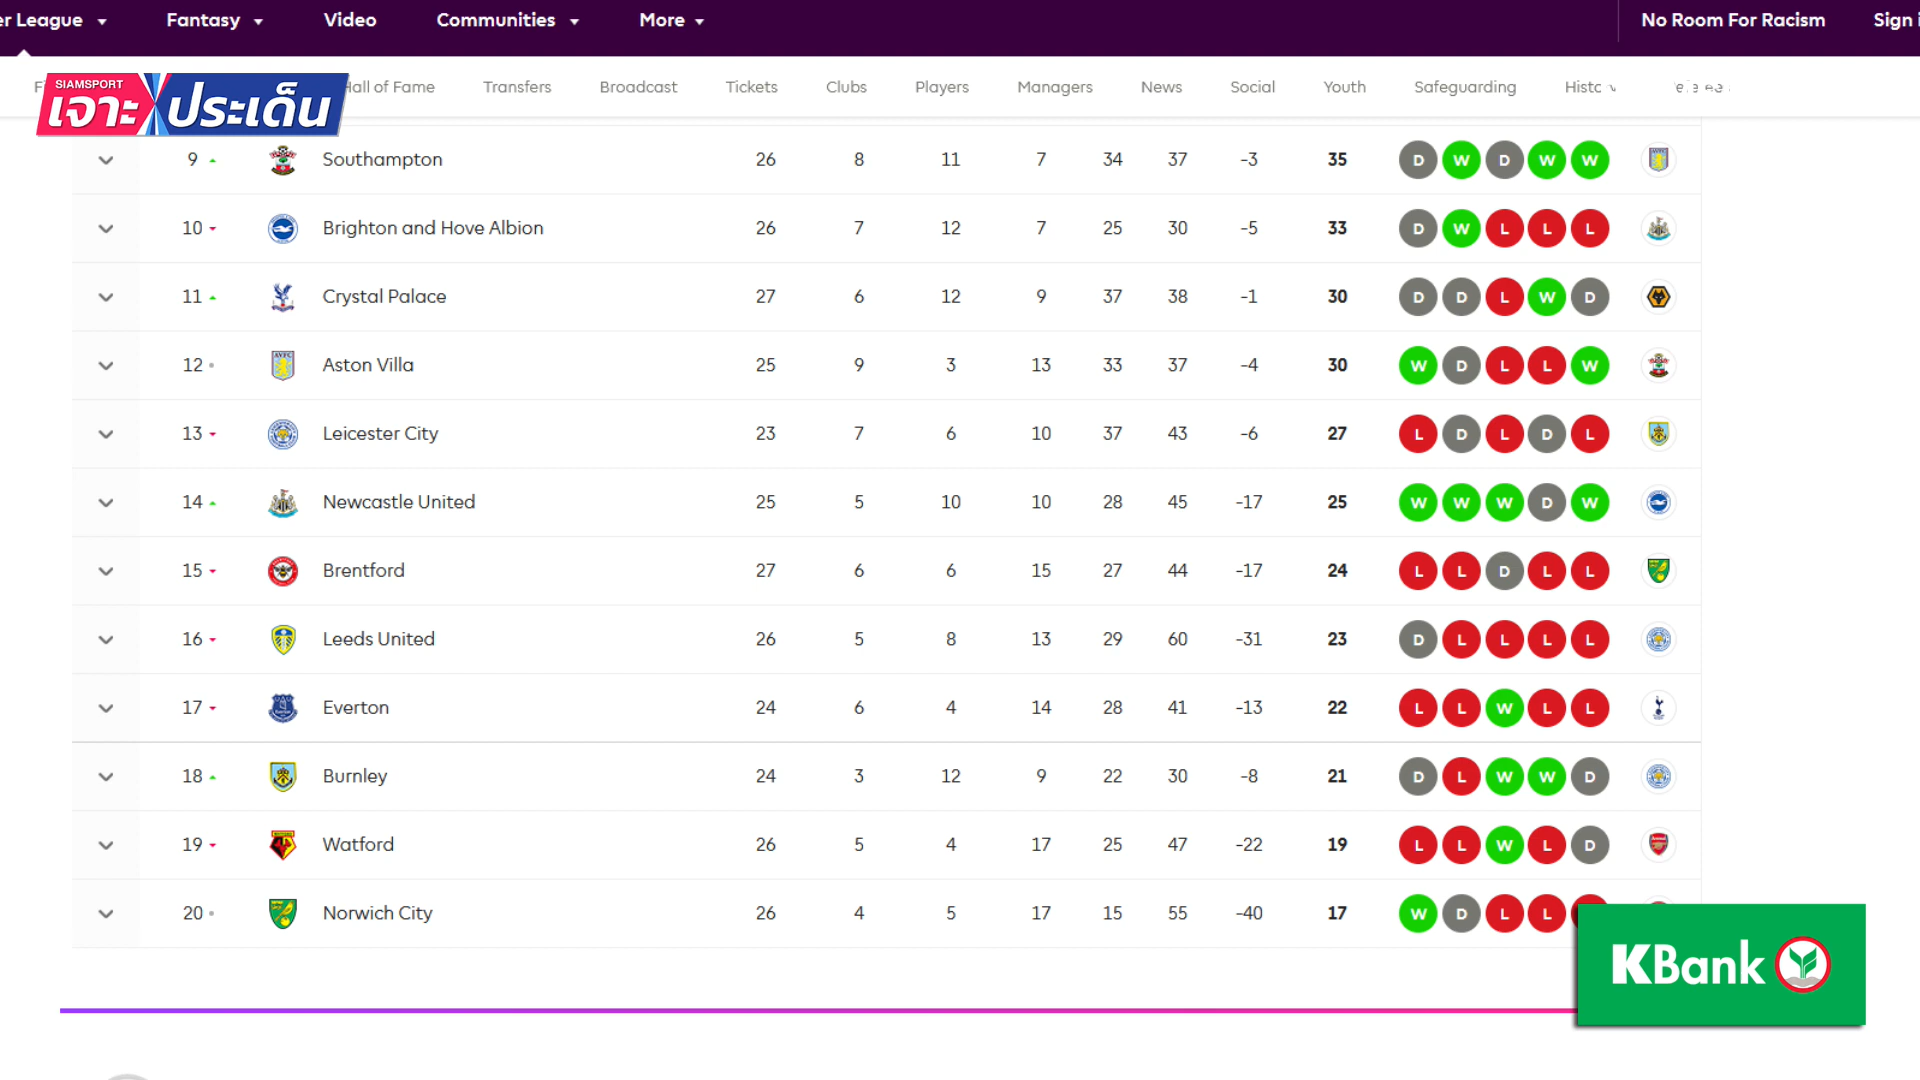 er League Fantasy Video Communities More No Room For Racism Sign i
SIAMSPORT
เจาะประเด็น
Hall of Fame Transfers Broadcast Tickets Clubs Players Managers News Social Youth Safeguarding
9 Southampton 26 8 11 7 34 37 -3 35 D W D W W
10 Brighton and Hove Albion 26 7 12 7 25 30 -5 33 D W L L L
11 Crystal Palace 27 6 12 9 37 38 -1 30 D D L W D
12 Aston Villa 25 9 3 13 33 37 -4 30 W D L L W
13 Leicester City 23 7 6 10 37 43 -6 27 L D L D L
14 Newcastle United 25 5 10 10 28 45 -17 25 W W W D W
15 Brentford 27 6 6 15 27 44 -17 24 L L D L L
16 Leeds United 26 5 8 13 29 60 -31 23 D L L L L
17 Everton 24 6 4 14 28 41 -13 22 L L W L L
18 Burnley 24 3 12 9 22 30 -8 21 D L W W D
19 Watford 26 5 4 17 25 47 -22 19 L L W L D
20 Norwich City 26 4 5 17 15 55 -40 17 W D L L
KBank